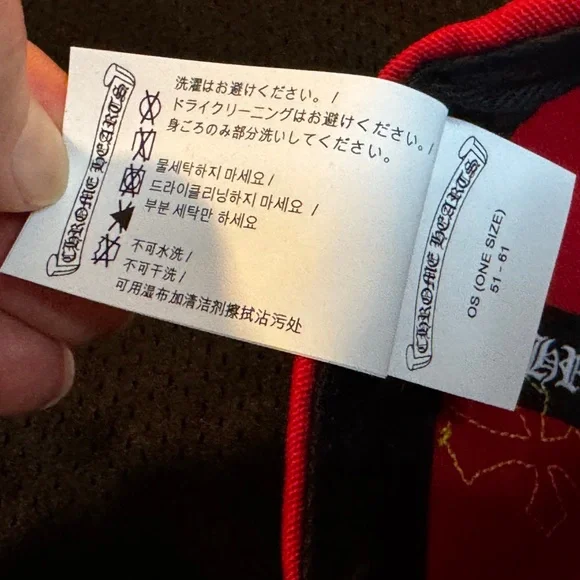 CHROME HEARTS
洗濯はお避けください。/
ドライクリーニングはお避けください。/
身ごろのみ部分洗いしてください。
물세탁하지 마세요 /
드라이클리닝하지 마세요 /
부분 세탁만 하세요
不可水洗 /
不可干洗 /
可用湿布加清洁剂擦拭沾污处
CHROME HEARTS
OS (ONE SIZE)
51 - 61